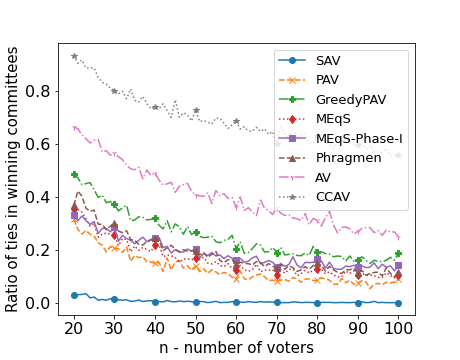 Ratio of ties in winning committees
0.8
0.6
0.4
0.2
0.0
SAV
PAV
GreedyPAV
MEqS
MEqS-Phase-I
Phragmen
AV
CCAV
20 30 40 50 60 70 80 90 100
n - number of voters